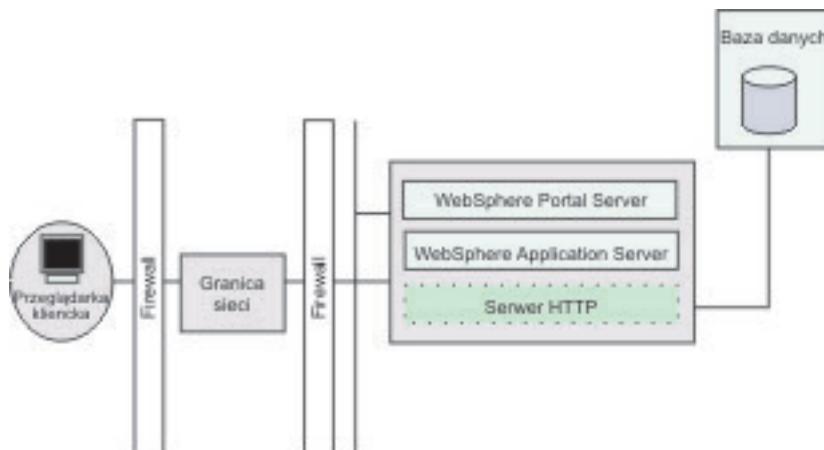 Baza danych
WebSphere Portal Server
WebSphere Application Server
Serwer HTTP
Przeglądarka
kliencka
Firewall
Granica
sieci
Firewall